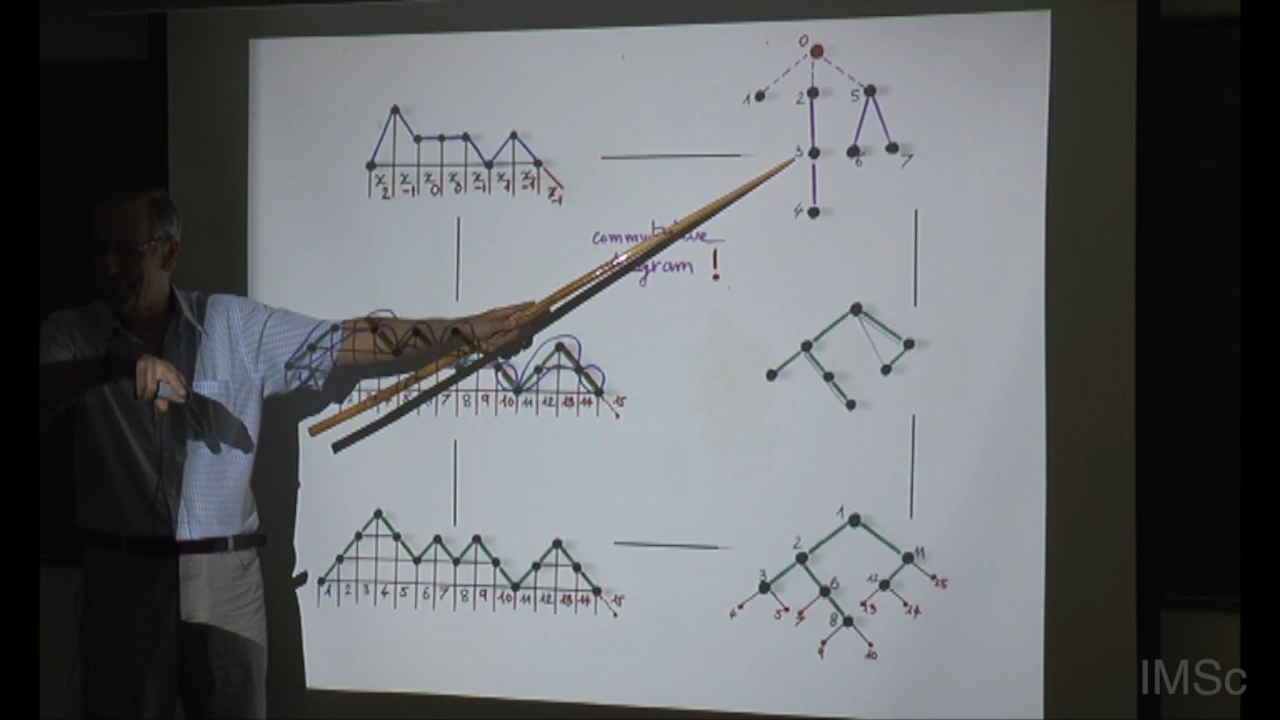 0
1 2 5
3 6 7
x2 x-1 x0 x0 x-1 x1 x-1 x-1
4
commutative
diagram !
7 8 9 10 11 12 13 14 15
1
2 11
3 6 12 15
1 2 3 4 5 6 7 8 9 10 11 12 13 14 15
4 5 7 8 13 14
9 10
IMSc